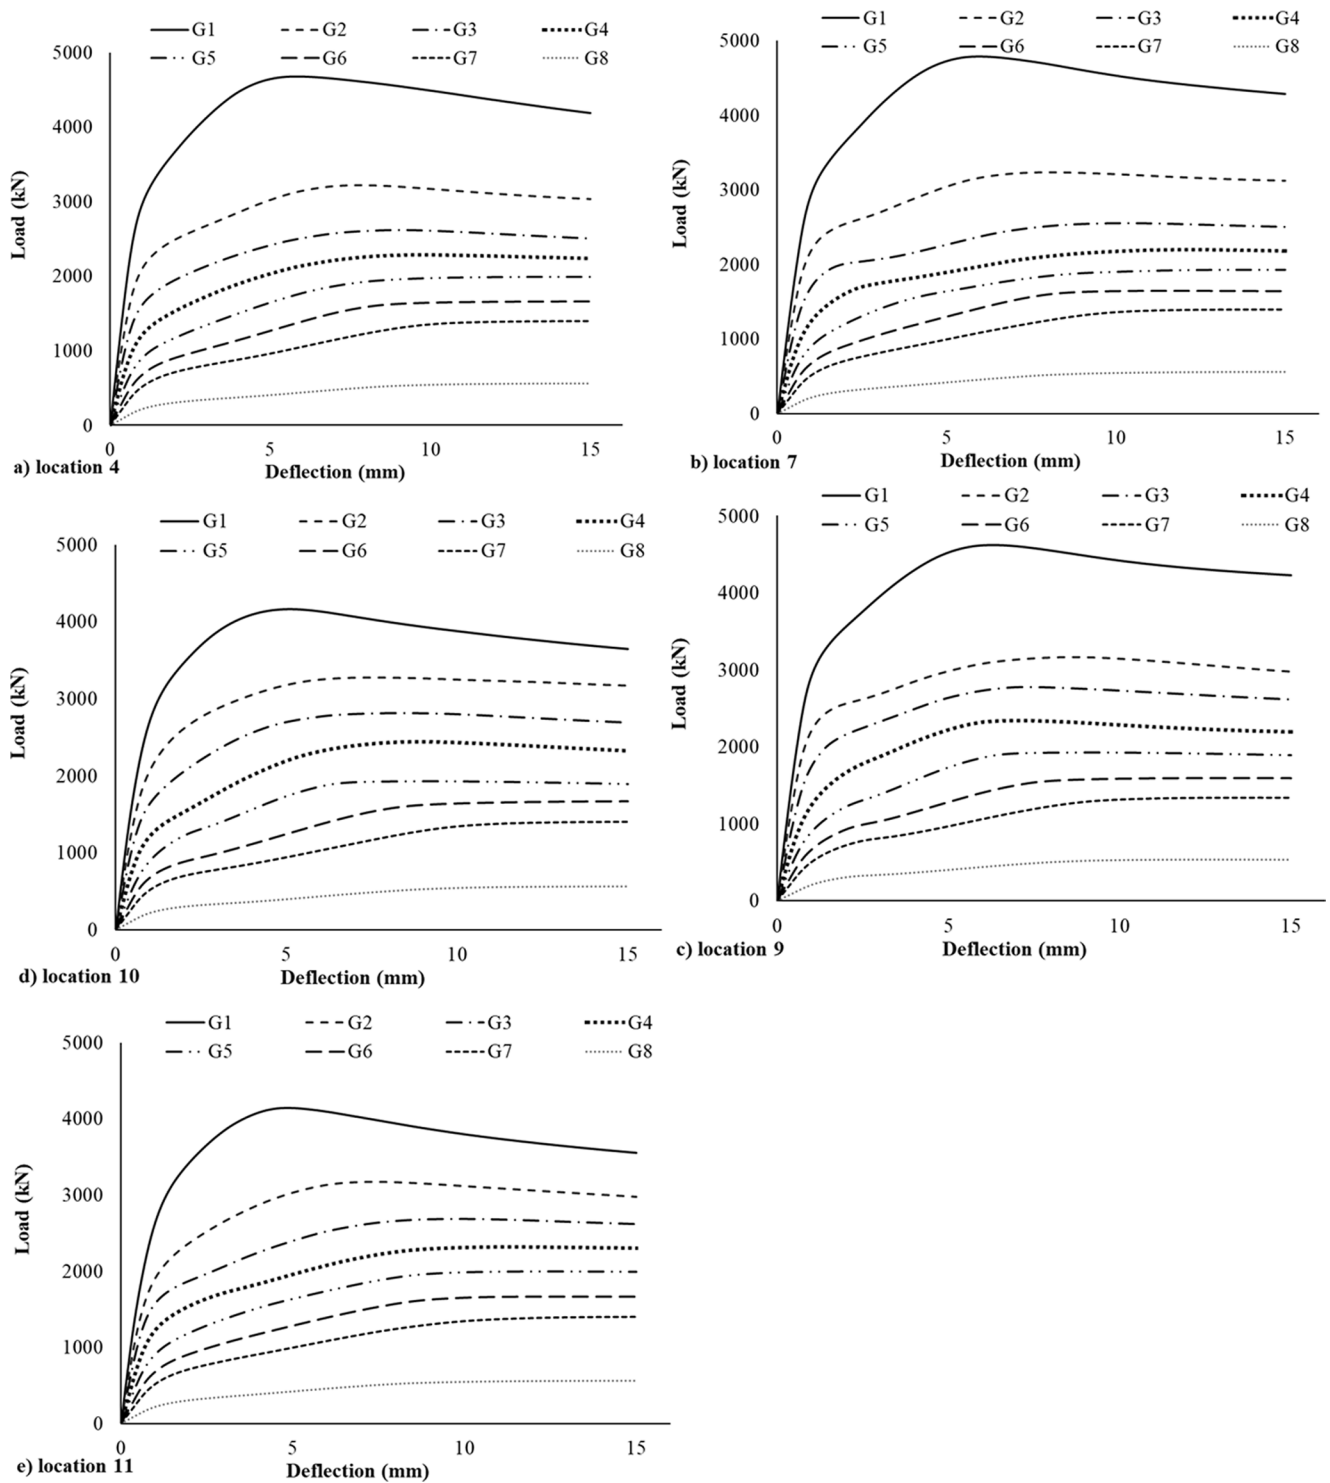 G1 G2 G3 G4
G5 G6 G7 G8
5000
4000
3000
2000
1000
0
Load (kN)
0 5 10 15
Deflection (mm)
a) location 4
G1 G2 G3 G4
G5 G6 G7 G8
5000
4000
3000
2000
1000
0
Load (kN)
0 5 10 15
Deflection (mm)
b) location 7
G1 G2 G3 G4
G5 G6 G7 G8
5000
4000
3000
2000
1000
0
Load (kN)
0 5 10 15
Deflection (mm)
d) location 10
G1 G2 G3 G4
G5 G6 G7 G8
5000
4000
3000
2000
1000
0
Load (kN)
0 5 10 15
Deflection (mm)
c) location 9
G1 G2 G3 G4
G5 G6 G7 G8
5000
4000
3000
2000
1000
0
Load (kN)
0 5 10 15
Deflection (mm)
e) location 11